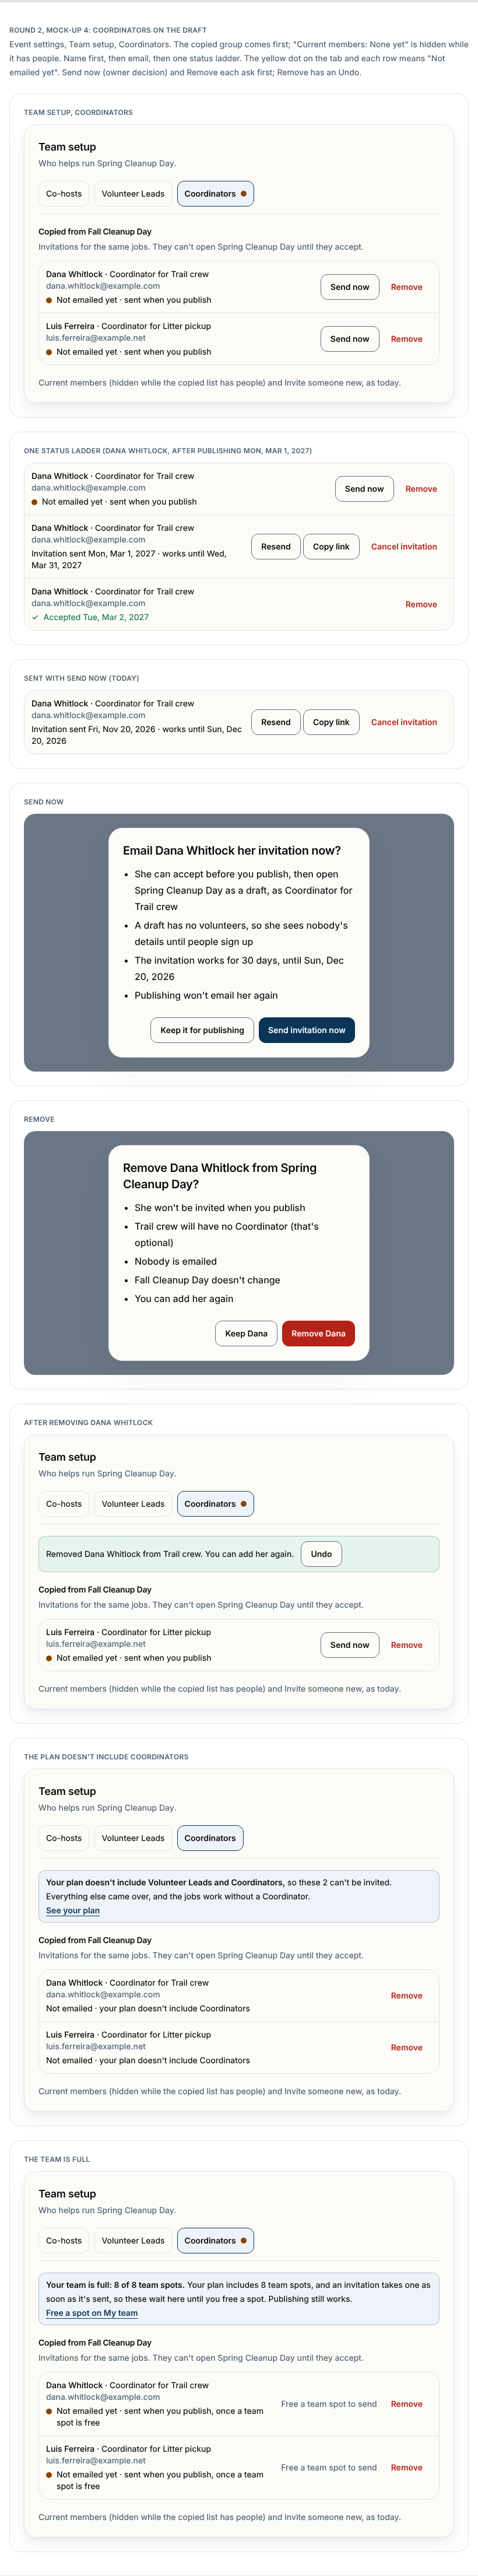 ROUND 2, MOCK-UP 4: COORDINATORS ON THE DRAFT
Event settings, Team setup, Coordinators. The copied group comes first; "Current members: None yet" is hidden while
it has people. Name first, then email, then one status ladder. The yellow dot on the tab and each row means "Not
emailed yet". Send now (owner decision) and Remove each ask first; Remove has an Undo.
TEAM SETUP, COORDINATORS
Team setup
Who helps run Spring Cleanup Day.
Co-hosts
Volunteer Leads
Coordinators
Copied from Fall Cleanup Day
Invitations for the same jobs. They can't open Spring Cleanup Day until they accept.
Dana Whitlock · Coordinator for Trail crew
dana.whitlock@example.com
Not emailed yet · sent when you publish
Send now
Remove
Luis Ferreira · Coordinator for Litter pickup
luis.ferreira@example.net
Not emailed yet · sent when you publish
Send now
Remove
Current members (hidden while the copied list has people) and Invite someone new, as today.
ONE STATUS LADDER (DANA WHITLOCK, AFTER PUBLISHING MON, MAR 1, 2027)
Dana Whitlock · Coordinator for Trail crew
dana.whitlock@example.com
Not emailed yet · sent when you publish
Send now
Remove
Dana Whitlock · Coordinator for Trail crew
dana.whitlock@example.com
Invitation sent Mon, Mar 1, 2027 · works until Wed,
Mar 31, 2027
Resend
Copy link
Cancel invitation
Dana Whitlock · Coordinator for Trail crew
dana.whitlock@example.com
✓ Accepted Tue, Mar 2, 2027
Remove
SENT WITH SEND NOW (TODAY)
Dana Whitlock · Coordinator for Trail crew
dana.whitlock@example.com
Invitation sent Fri, Nov 20, 2026 · works until Sun, Dec
20, 2026
Resend
Copy link
Cancel invitation
SEND NOW
Email Dana Whitlock her invitation now?
• She can accept before you publish, then open
Spring Cleanup Day as a draft, as Coordinator for
Trail crew
• A draft has no volunteers, so she sees nobody's
details until people sign up
• The invitation works for 30 days, until Sun, Dec
20, 2026
• Publishing won't email her again
Keep it for publishing
Send invitation now
REMOVE
Remove Dana Whitlock from Spring
Cleanup Day?
• She won't be invited when you publish
• Trail crew will have no Coordinator (that's
optional)
• Nobody is emailed
• Fall Cleanup Day doesn't change
• You can add her again
Keep Dana
Remove Dana
AFTER REMOVING DANA WHITLOCK
Team setup
Who helps run Spring Cleanup Day.
Co-hosts
Volunteer Leads
Coordinators
Removed Dana Whitlock from Trail crew. You can add her again.
Undo
Copied from Fall Cleanup Day
Invitations for the same jobs. They can't open Spring Cleanup Day until they accept.
Luis Ferreira · Coordinator for Litter pickup
luis.ferreira@example.net
Not emailed yet · sent when you publish
Send now
Remove
Current members (hidden while the copied list has people) and Invite someone new, as today.
THE PLAN DOESN'T INCLUDE COORDINATORS
Team setup
Who helps run Spring Cleanup Day.
Co-hosts
Volunteer Leads
Coordinators
Your plan doesn't include Volunteer Leads and Coordinators, so these 2 can't be invited.
Everything else came over, and the jobs work without a Coordinator.
See your plan
Copied from Fall Cleanup Day
Invitations for the same jobs. They can't open Spring Cleanup Day until they accept.
Dana Whitlock · Coordinator for Trail crew
dana.whitlock@example.com
Not emailed · your plan doesn't include Coordinators
Remove
Luis Ferreira · Coordinator for Litter pickup
luis.ferreira@example.net
Not emailed · your plan doesn't include Coordinators
Remove
Current members (hidden while the copied list has people) and Invite someone new, as today.
THE TEAM IS FULL
Team setup
Who helps run Spring Cleanup Day.
Co-hosts
Volunteer Leads
Coordinators
Your team is full: 8 of 8 team spots. Your plan includes 8 team spots, and an invitation takes one as
soon as it's sent, so these wait here until you free a spot. Publishing still works.
Free a spot on My team
Copied from Fall Cleanup Day
Invitations for the same jobs. They can't open Spring Cleanup Day until they accept.
Dana Whitlock · Coordinator for Trail crew
dana.whitlock@example.com
Not emailed yet · sent when you publish, once a team
spot is free
Free a team spot to send
Remove
Luis Ferreira · Coordinator for Litter pickup
luis.ferreira@example.net
Not emailed yet · sent when you publish, once a team
spot is free
Free a team spot to send
Remove
Current members (hidden while the copied list has people) and Invite someone new, as today.